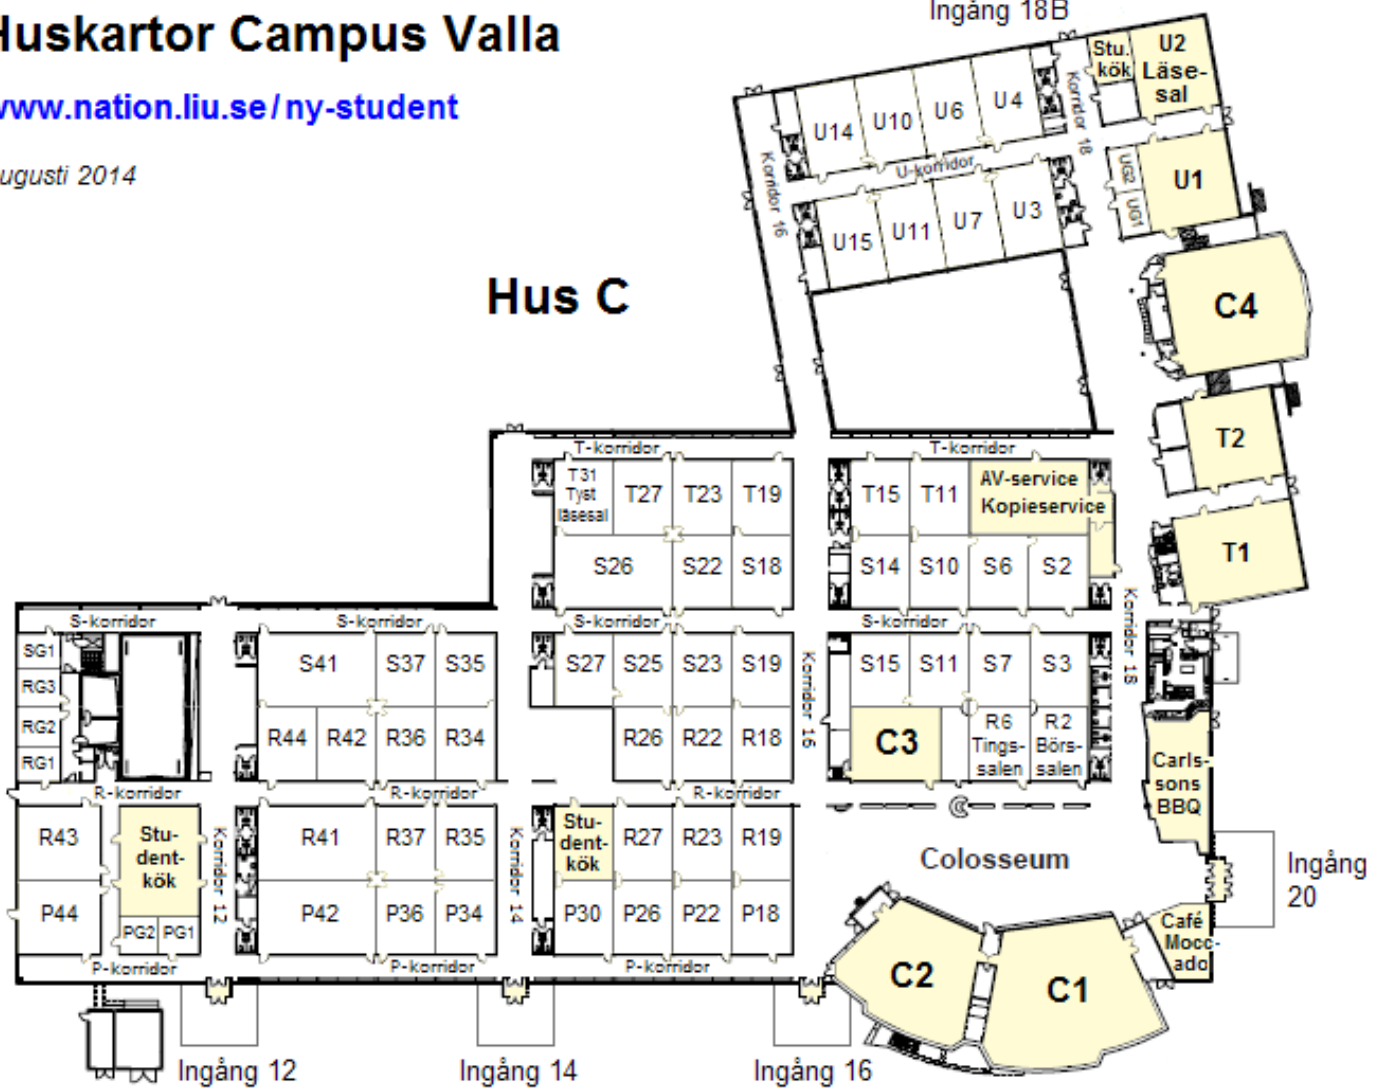 Huskartor Campus Valla
www.nation.liu.se/ny-student
ugusti 2014
Ingång 18B
Hus C
Stu.
kök
U2
Läse-
sal
U14
U10
U6
U4
Korridor 18
U-korridor
Korridor 16
UG2
UG1
U1
U15
U11
U7
U3
C4
T2
T1
T-korridor
T-korridor
T31
Tyst
läsesal
T27
T23
T19
T15
T11
AV-service
Kopieservice
S26
S22
S18
S14
S10
S6
S2
S-korridor
S-korridor
S-korridor
S-korridor
Korridor 18
SG1
RG3
RG2
RG1
S41
S37
S35
S27
S25
S23
S19
Korridor 16
S15
S11
S7
S3
R44
R42
R36
R34
R26
R22
R18
C3
R6
Tings-
salen
R2
Börs-
salen
Carls-
sons
BBQ
R-korridor
R-korridor
R-korridor
R43
Stu-
dent-
kök
Korridor 12
R41
R37
R35
Korridor 14
Stu-
dent-
kök
R27
R23
R19
Colosseum
Ingång
20
P44
PG2
PG1
P42
P36
P34
P30
P26
P22
P18
Café
Mocc-
ado
C2
C1
P-korridor
P-korridor
P-korridor
Ingång 12
Ingång 14
Ingång 16